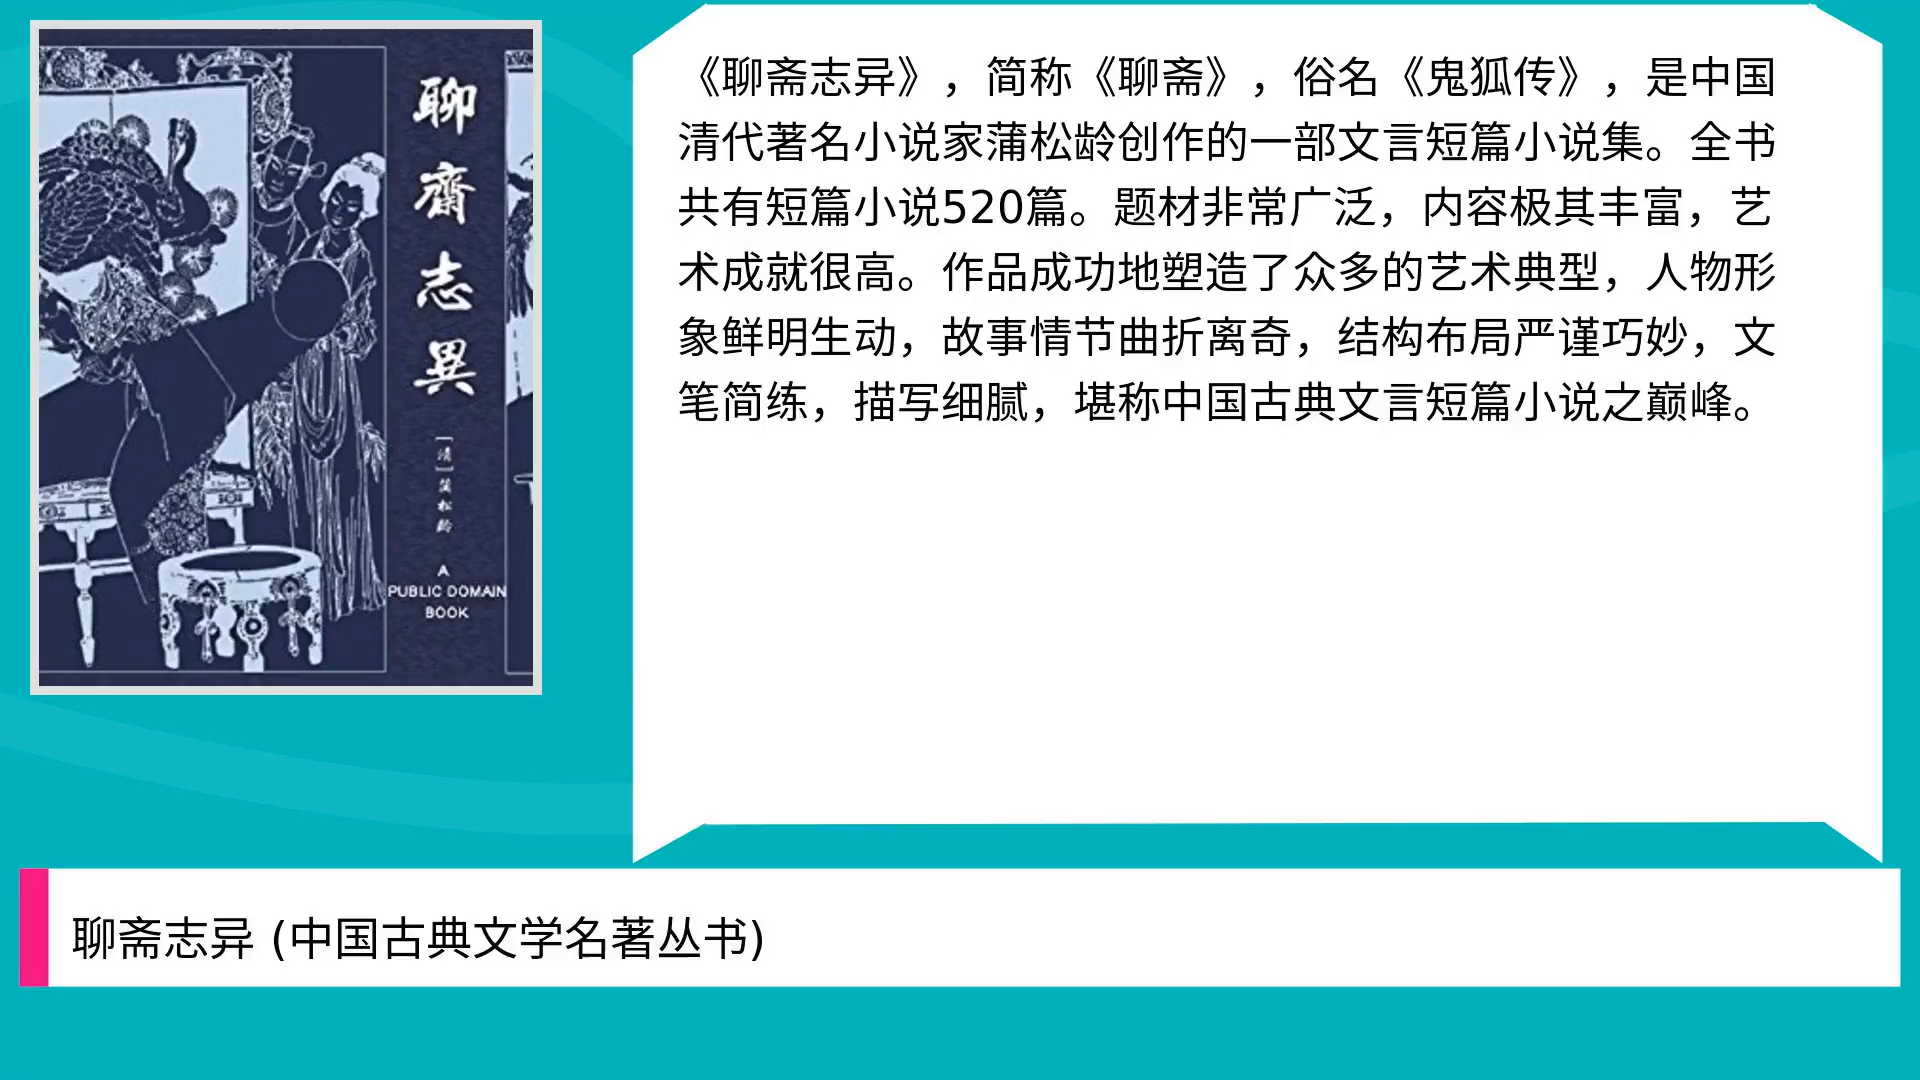 聊
齋
志
異
[清]蒲松龄
A
PUBLIC DOMAIN
BOOK
《聊斋志异》，简称《聊斋》，俗名《鬼狐传》，是中国
清代著名小说家蒲松龄创作的一部文言短篇小说集。全书
共有短篇小说520篇。题材非常广泛，内容极其丰富，艺
术成就很高。作品成功地塑造了众多的艺术典型，人物形
象鲜明生动，故事情节曲折离奇，结构布局严谨巧妙，文
笔简练，描写细腻，堪称中国古典文言短篇小说之巅峰。
聊斋志异 (中国古典文学名著丛书)